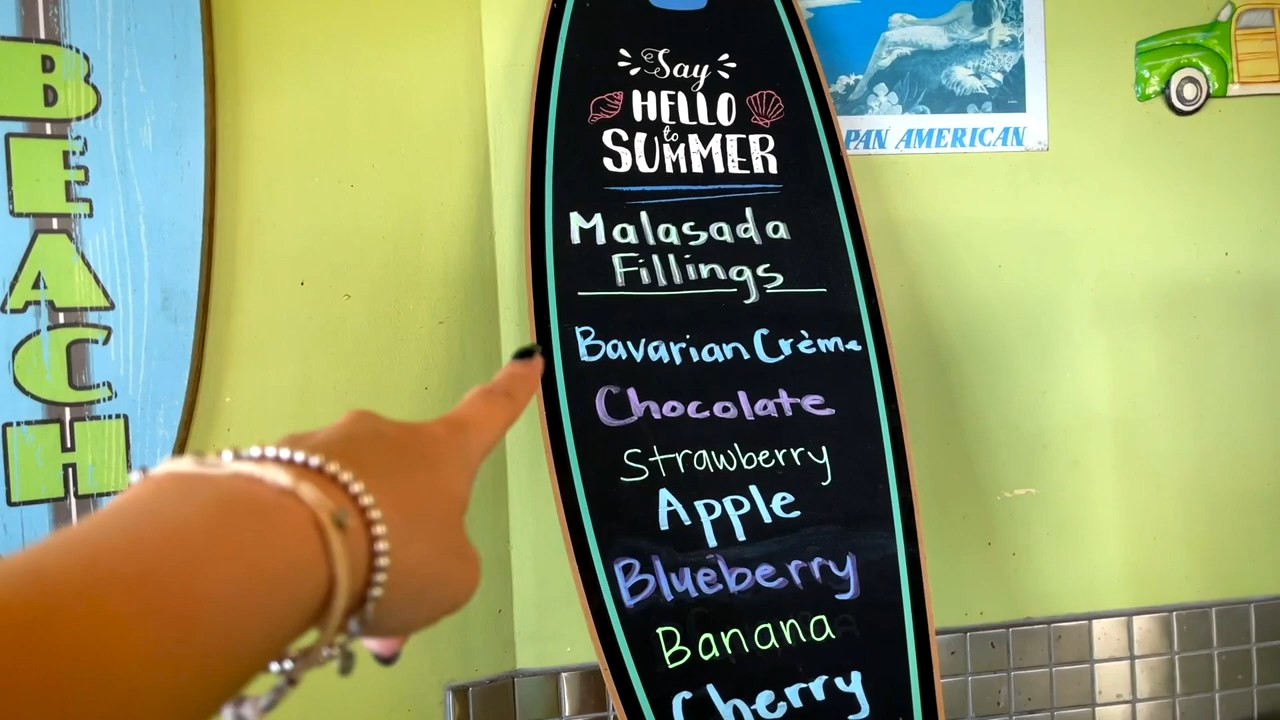 BEACH
Say
HELLO
to
SUMMER
Malasada
Fillings
Bavarian Crème
Chocolate
Strawberry
Apple
Blueberry
Banana
Cherry
PAN AMERICAN